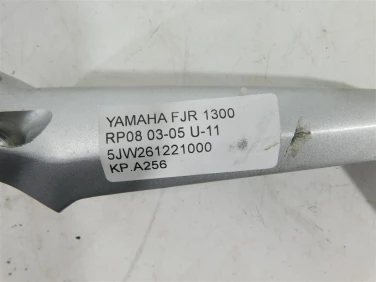 YAMAHA FJR 1300
RP08 03-05 U-11
5JW261221000
KP.A256